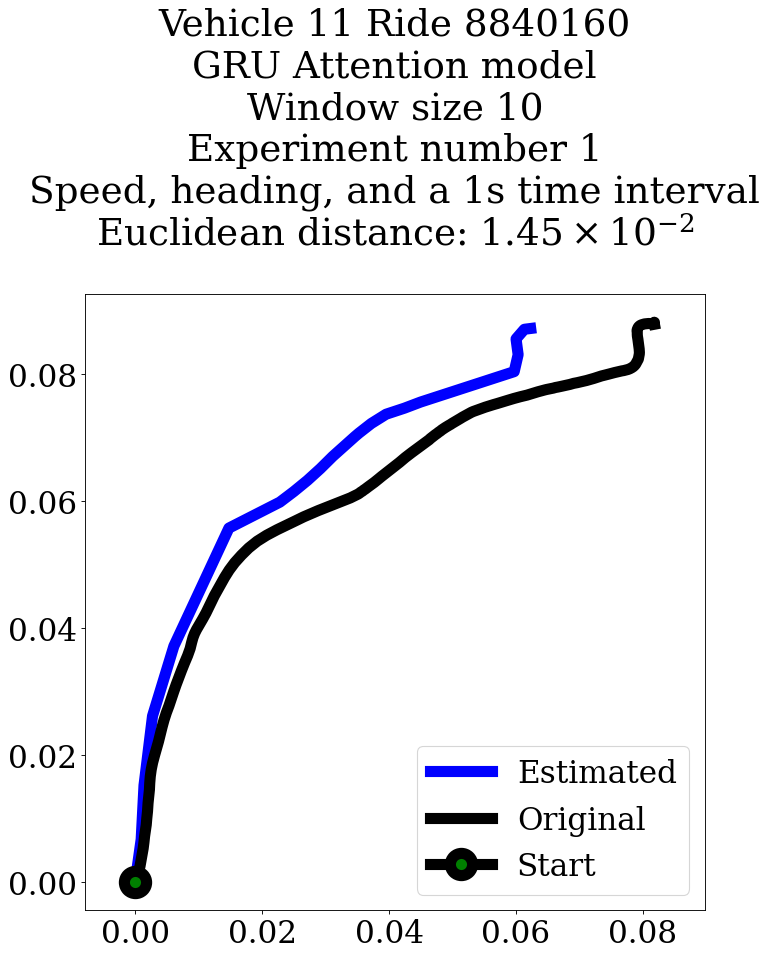 Vehicle 11 Ride 8840160
GRU Attention model
Window size 10
Experiment number 1
Speed, heading, and a 1s time interval
Euclidean distance: 1.45 × 10⁻²
0.08
0.06
0.04
0.02
0.00
Estimated
Original
Start
0.00 0.02 0.04 0.06 0.08